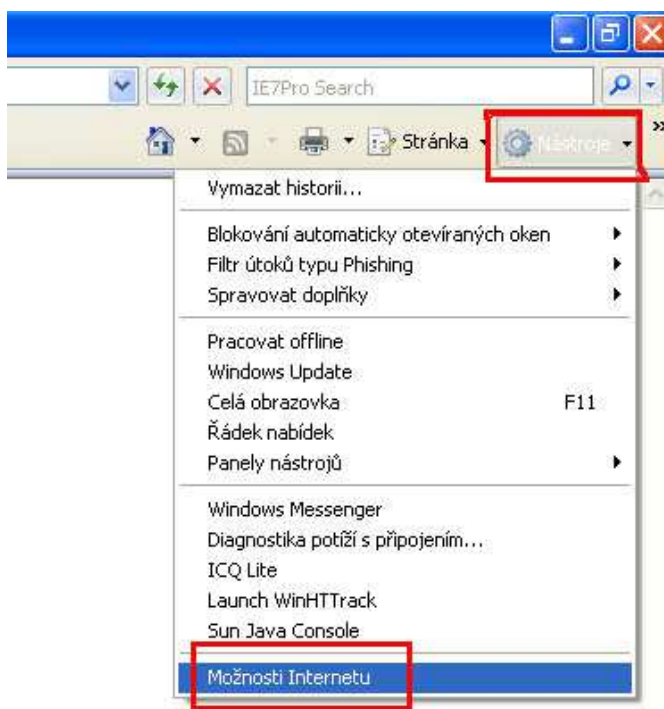 IE7Pro Search
Stránka Nástroje »
Vymazat historii...
Blokování automaticky otevíraných oken
Filtr útoků typu Phishing
Spravovat doplňky
Pracovat offline
Windows Update
Celá obrazovka F11
Řádek nabídek
Panely nástrojů
Windows Messenger
Diagnostika potíží s připojením...
ICQ Lite
Launch WinHTTrack
Sun Java Console
Možnosti Internetu